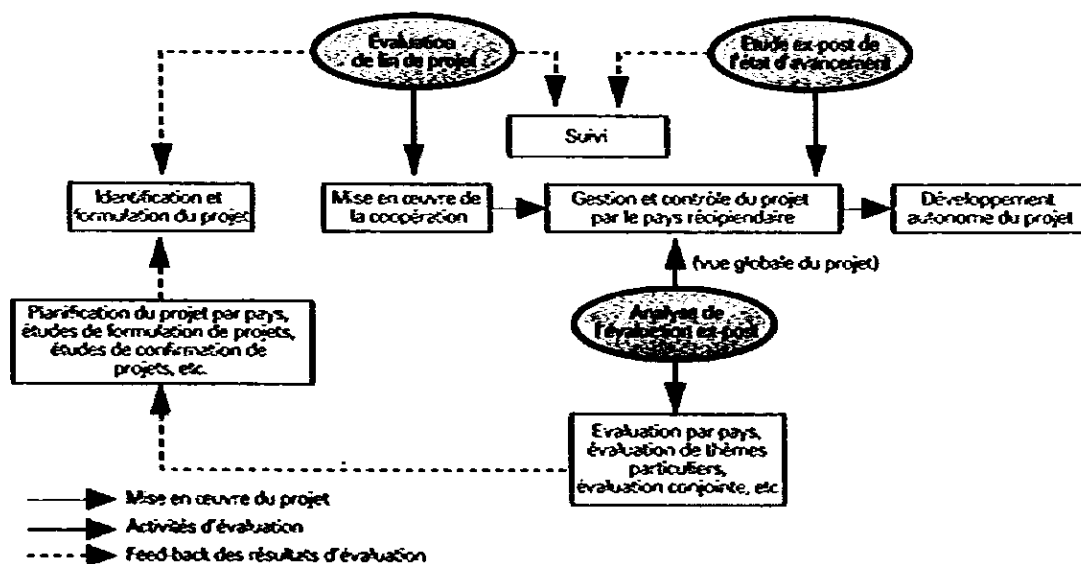 Évaluation
de fin de projet
Étude ex-post de
l'état d'avancement
Suivi
Identification et
formulation du projet
Mise en œuvre de
la coopération
Gestion et contrôle du projet
par le pays récipiendaire
Développement
autonome du projet
(vue globale du projet)
Planification du projet par pays,
études de formulation de projets,
études de confirmation de
projets, etc.
Analyse de
l'évaluation ex-post
Evaluation par pays,
évaluation de thèmes
particuliers,
évaluation conjointe, etc
Mise en œuvre du projet
Activités d'évaluation
Feed-back des résultats d'évaluation